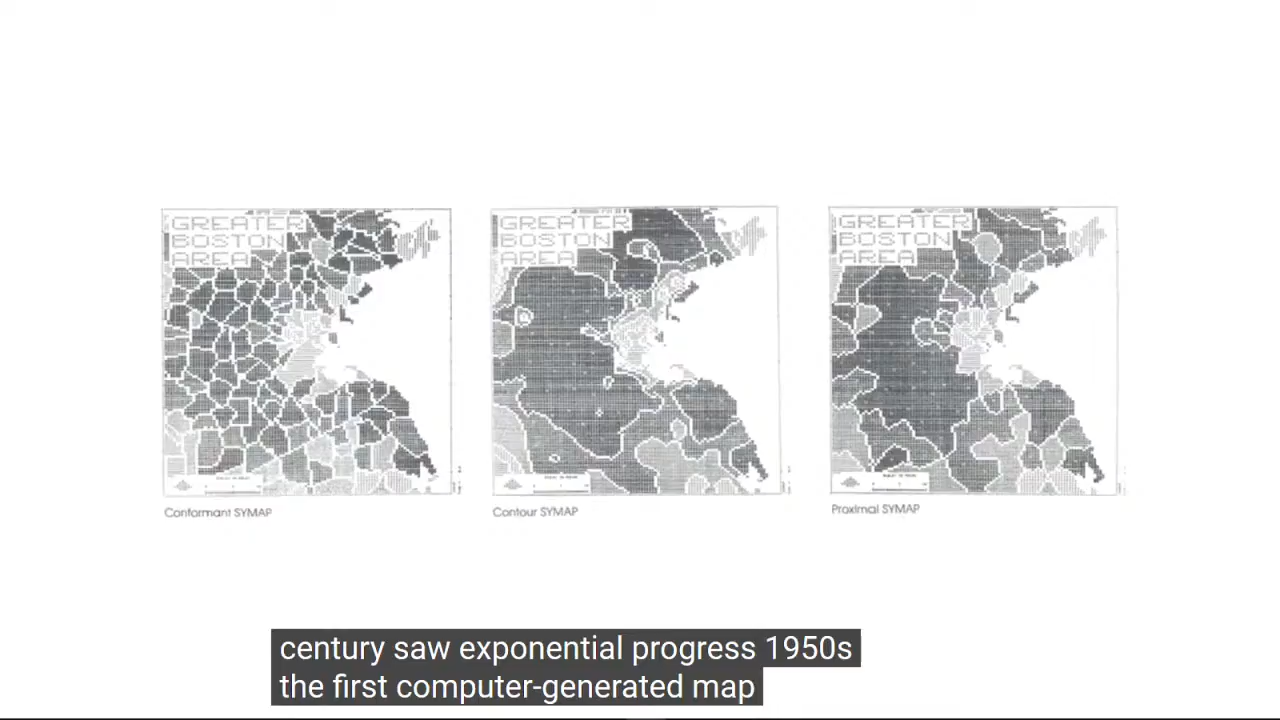 GREATER
BOSTON
AREA
GREATER
BOSTON
AREA
GREATER
BOSTON
AREA
Conformant SYMAP
Contour SYMAP
Proximal SYMAP
century saw exponential progress 1950s
the first computer-generated map